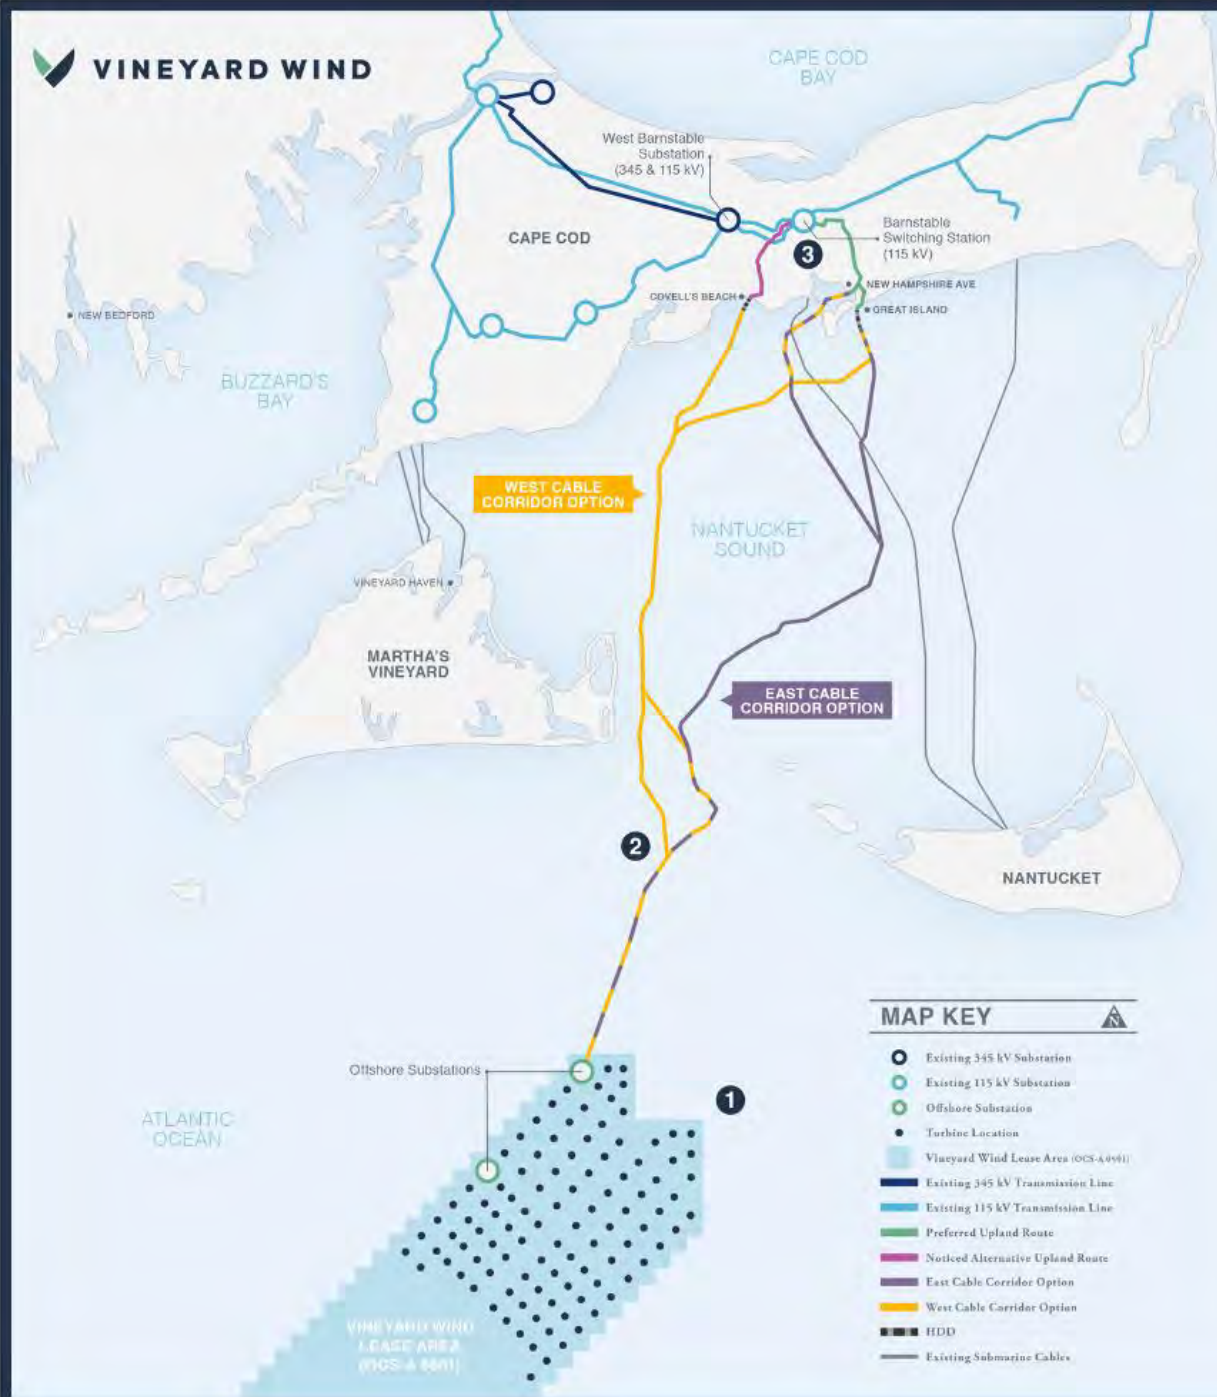 VINEYARD WIND
CAPE COD
BAY
West Barnstable
Substation
(345 & 115 kV)
CAPE COD
Barnstable
Switching Station
(115 kV)
3
NEW HAMPSHIRE AVE
COVELL'S BEACH
GREAT ISLAND
NEW BEDFORD
BUZZARD'S
BAY
WEST CABLE
CORRIDOR OPTION
NANTUCKET
SOUND
VINEYARD HAVEN
MARTHA'S
VINEYARD
EAST CABLE
CORRIDOR OPTION
2
NANTUCKET
MAP KEY
N
Existing 345 kV Substation
Existing 115 kV Substation
Offshore Substation
Turbine Location
Vineyard Wind Lease Area (OCS-A 0501)
Existing 345 kV Transmission Line
Existing 115 kV Transmission Line
Preferred Upland Route
Noticed Alternative Upland Route
East Cable Corridor Option
West Cable Corridor Option
HDD
Existing Submarine Cables
Offshore Substations
1
ATLANTIC
OCEAN
VINEYARD WIND
LEASE AREA
(OCS-A 0501)